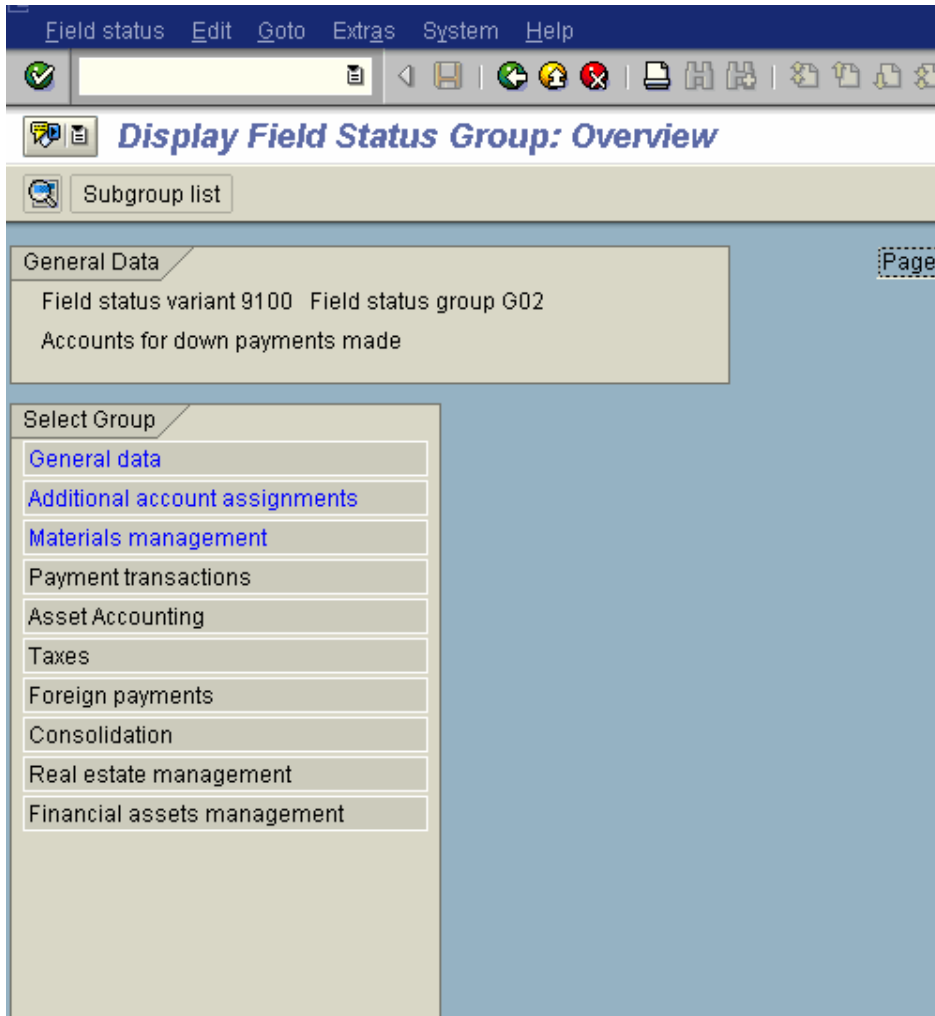 Field status Edit Goto Extras System Help
Display Field Status Group: Overview
Subgroup list
General Data
Page
Field status variant 9100 Field status group G02
Accounts for down payments made
Select Group
General data
Additional account assignments
Materials management
Payment transactions
Asset Accounting
Taxes
Foreign payments
Consolidation
Real estate management
Financial assets management